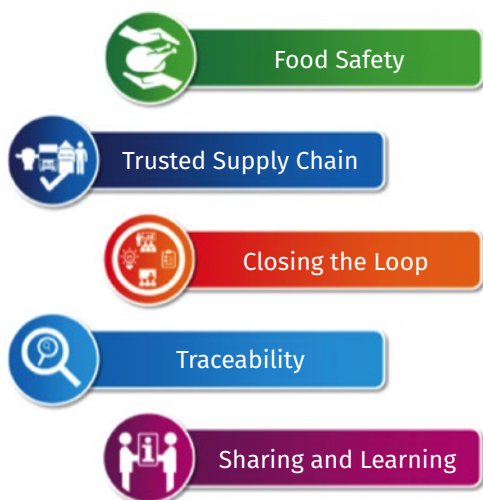 Food Safety
Trusted Supply Chain
Closing the Loop
Traceability
Sharing and Learning